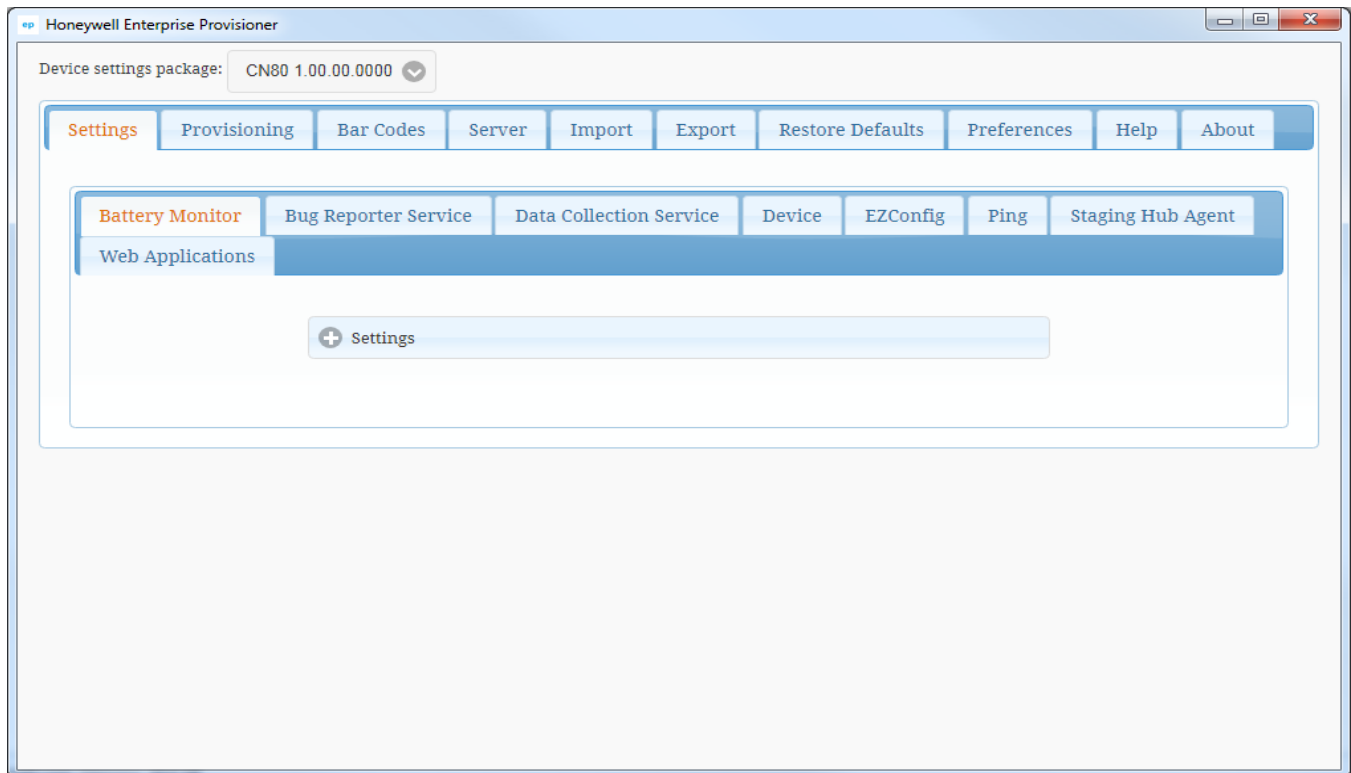 ep Honeywell Enterprise Provisioner
Device settings package: CN80 1.00.00.0000
Settings Provisioning Bar Codes Server Import Export Restore Defaults Preferences Help About
Battery Monitor Bug Reporter Service Data Collection Service Device EZConfig Ping Staging Hub Agent
Web Applications
Settings